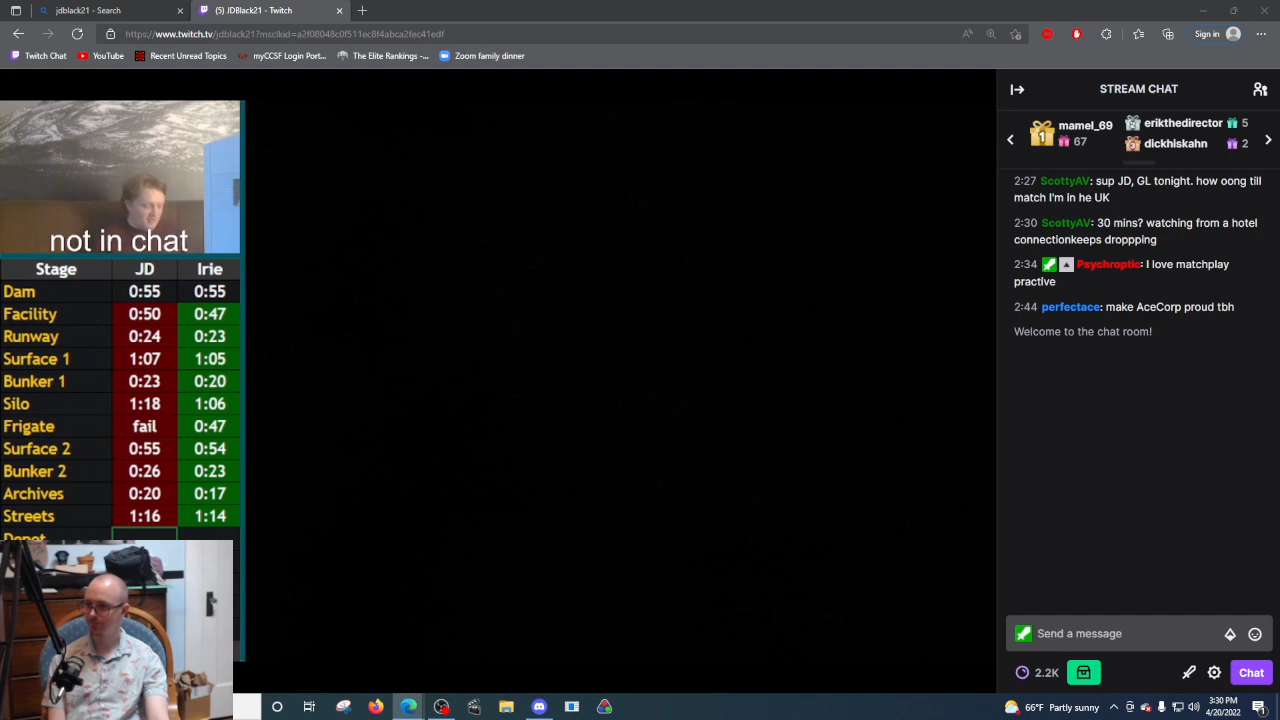 jdblack21 - Search
(5) JDBlack21 - Twitch
https://www.twitch.tv/jdblack21?msclkid=a2f08048c0f511ec8f4abca2fec41edf
Sign in
Twitch Chat
YouTube
Recent Unread Topics
myCCSF Login Port...
The Elite Rankings -...
Zoom family dinner
not in chat
Stage JD Irie
Dam 0:55 0:55
Facility 0:50 0:47
Runway 0:24 0:23
Surface 1 1:07 1:05
Bunker 1 0:23 0:20
Silo 1:18 1:06
Frigate fail 0:47
Surface 2 0:55 0:54
Bunker 2 0:26 0:23
Archives 0:20 0:17
Streets 1:16 1:14
Depot
STREAM CHAT
1 mamel_69 67
2 erikthedirector 5
3 dickhiskahn 2
2:27 ScottyAV: sup JD, GL tonight. how oong till
match I'm in he UK
2:30 ScottyAV: 30 mins? watching from a hotel
connectionkeeps droppping
2:34 Psychroptic: I love matchplay
practive
2:44 perfectace: make AceCorp proud tbh
Welcome to the chat room!
Send a message
2.2K
Chat
66°F Partly sunny
3:30 PM
4/20/2022